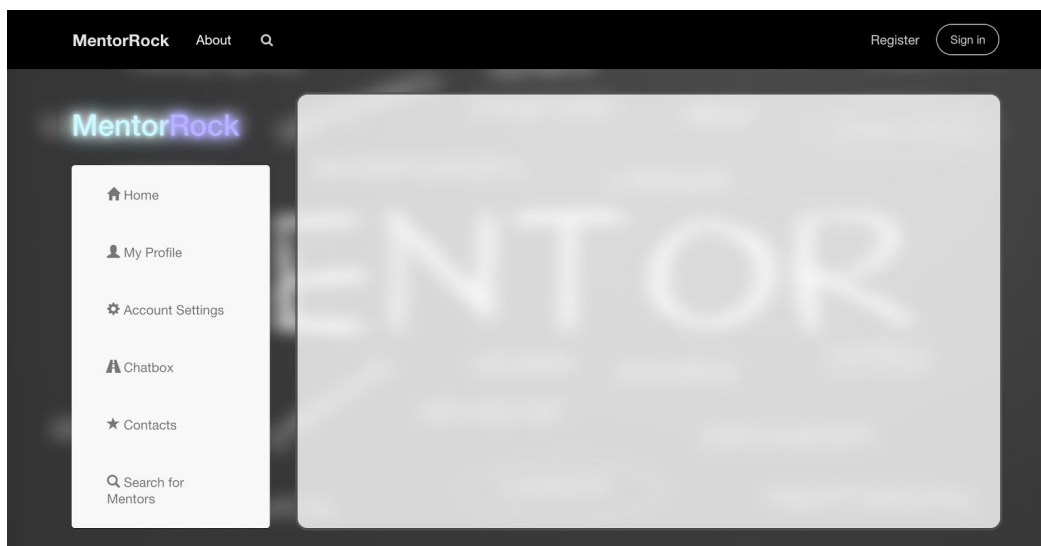 MentorRock About Register Sign in
MentorRock
Home
My Profile
Account Settings
Chatbox
Contacts
Search for
Mentors
ENTOR